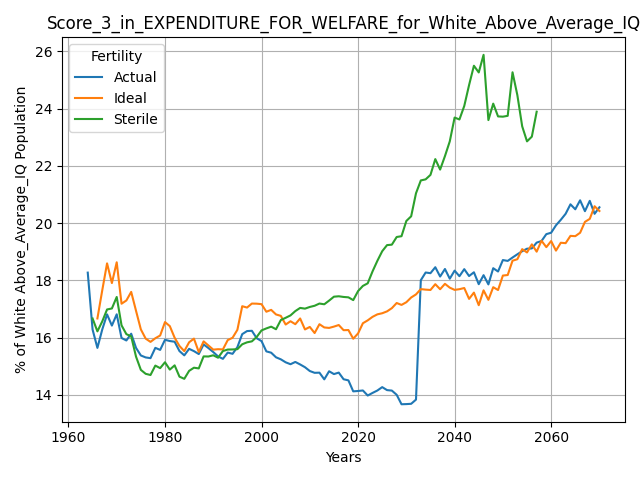 Score_3_in_EXPENDITURE_FOR_WELFARE_for_White_Above_Average_IQ
% of White Above_Average_IQ Population
26
24
22
20
18
16
14
Fertility
Actual
Ideal
Sterile
1960 1980 2000 2020 2040 2060
Years